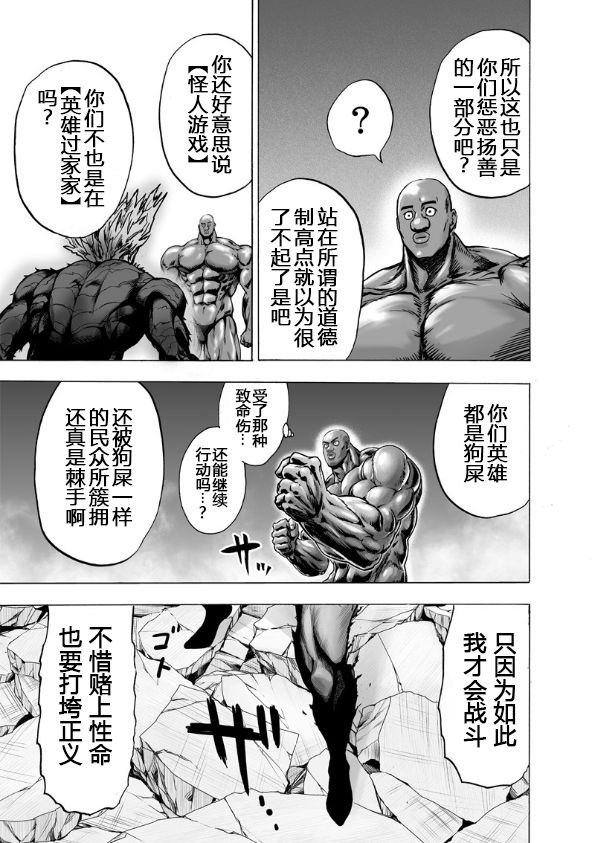 所以这也只是
你们惩恶扬善
的一部分吧?
?
站在所谓的道德
制高点就以为很
了不起了是吧
你还好意思说
【怪人游戏】
你们不也是在
【英雄过家家】
吗?
你们英雄
都是狗屎
受了那种
致命伤…
还能继续
行动吗…?
ザッ
还被狗屎一样
的民众所簇拥
还真是棘手啊
只因为如此
我才会战斗
ザッ
ゴゴ
不惜赌上性命
也要打垮正义